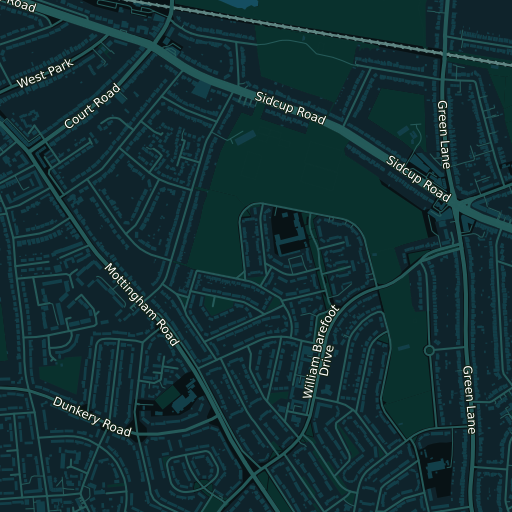 Road
West Park
Court Road
Sidcup Road
Green Lane
Sidcup Road
Mottingham Road
William Barefoot
Drive
Green Lane
Dunkery Road